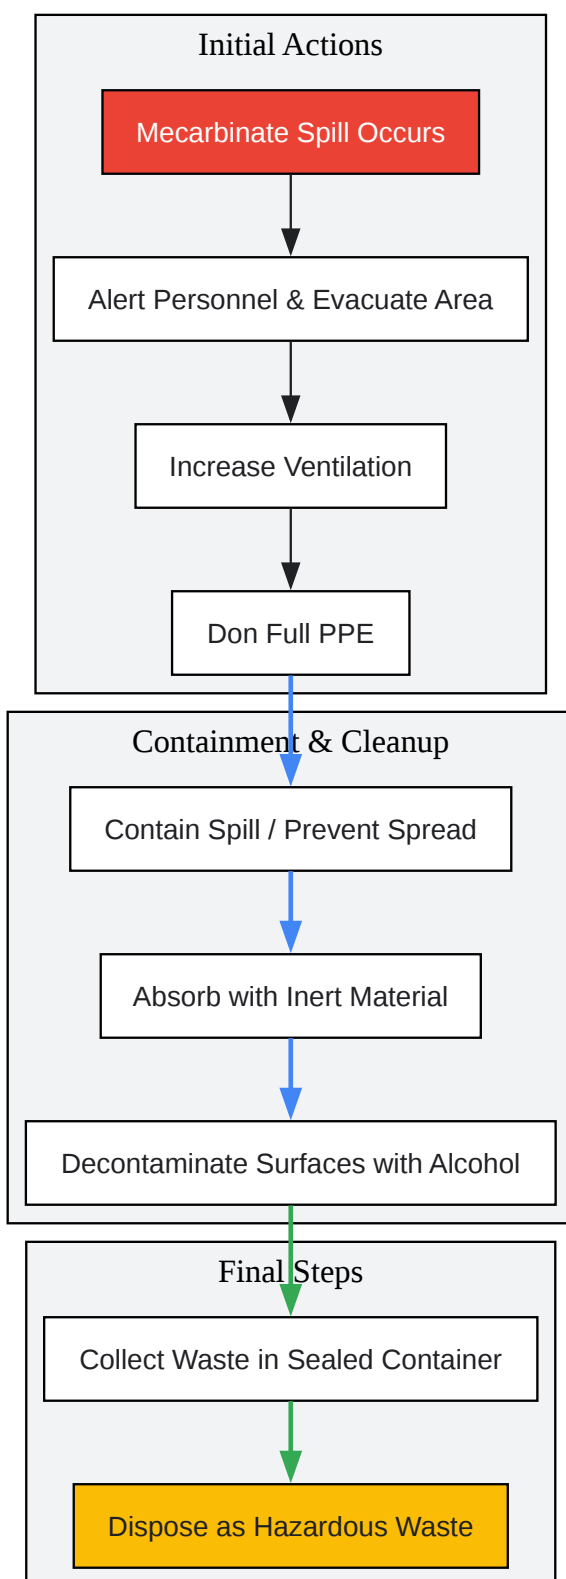 Initial Actions
Mecarbinate Spill Occurs
Alert Personnel & Evacuate Area
Increase Ventilation
Don Full PPE
Containment & Cleanup
Contain Spill / Prevent Spread
Absorb with Inert Material
Decontaminate Surfaces with Alcohol
Final Steps
Collect Waste in Sealed Container
Dispose as Hazardous Waste